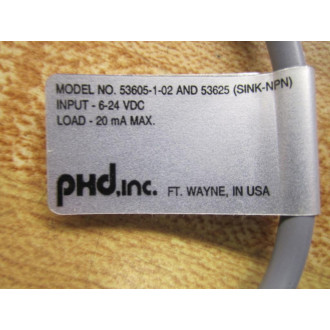 MODEL NO. 53605-1-02 AND 53625 (SINK-NPN)
INPUT - 6-24 VDC
LOAD - 20 mA MAX.
PHD, INC. FT. WAYNE, IN USA